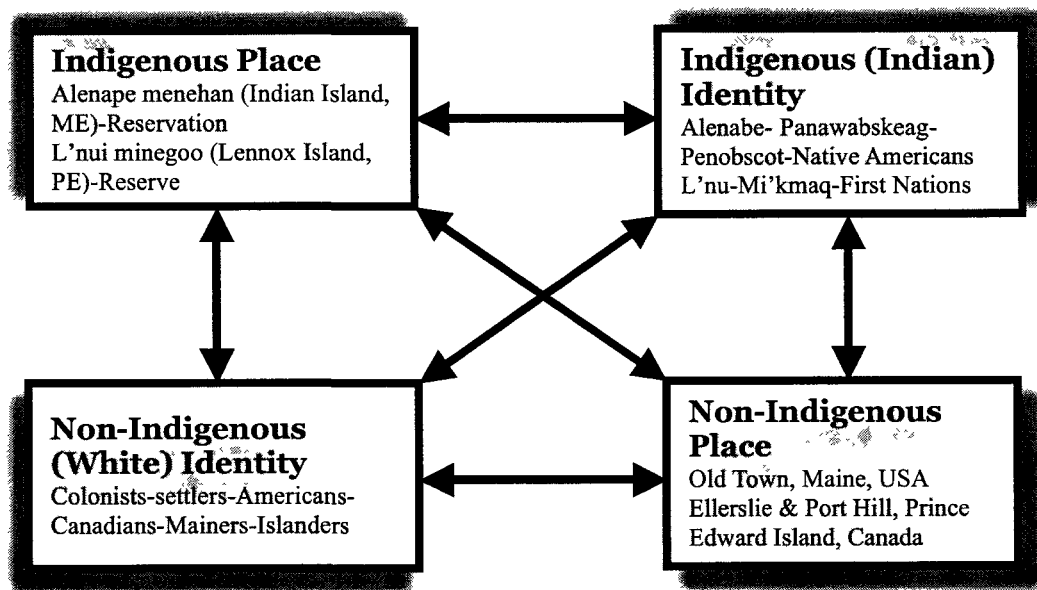 Indigenous Place
Alenape menehan (Indian Island,
ME)-Reservation
L'nui minegoo (Lennox Island,
PE)-Reserve
Indigenous (Indian)
Identity
Alenabe- Panawabskeag-
Penobscot-Native Americans
L'nu-Mi'kmaq-First Nations
Non-Indigenous
(White) Identity
Colonists-settlers-Americans-
Canadians-Mainers-Islanders
Non-Indigenous
Place
Old Town, Maine, USA
Ellerslie & Port Hill, Prince
Edward Island, Canada